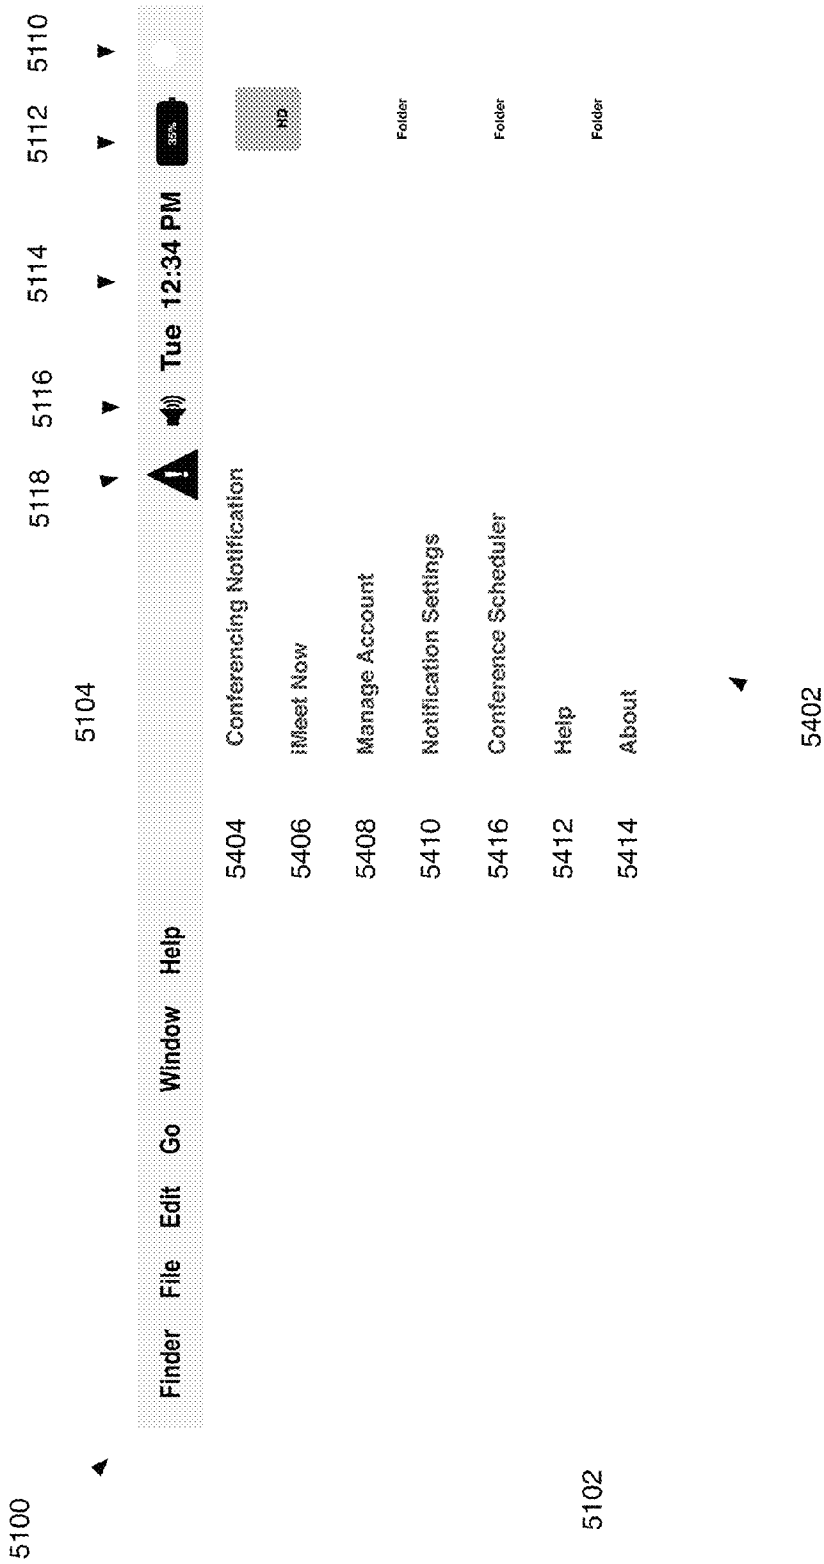 5100
5104
5118
5116
5114
5112
5110
Finder File Edit Go Window Help
Tue 12:34 PM
35%
5404 Conferencing Notification
5406 iMeet Now
5408 Manage Account
5410 Notification Settings
5416 Conference Scheduler
5412 Help
5414 About
HD
Folder
Folder
Folder
5102
5402